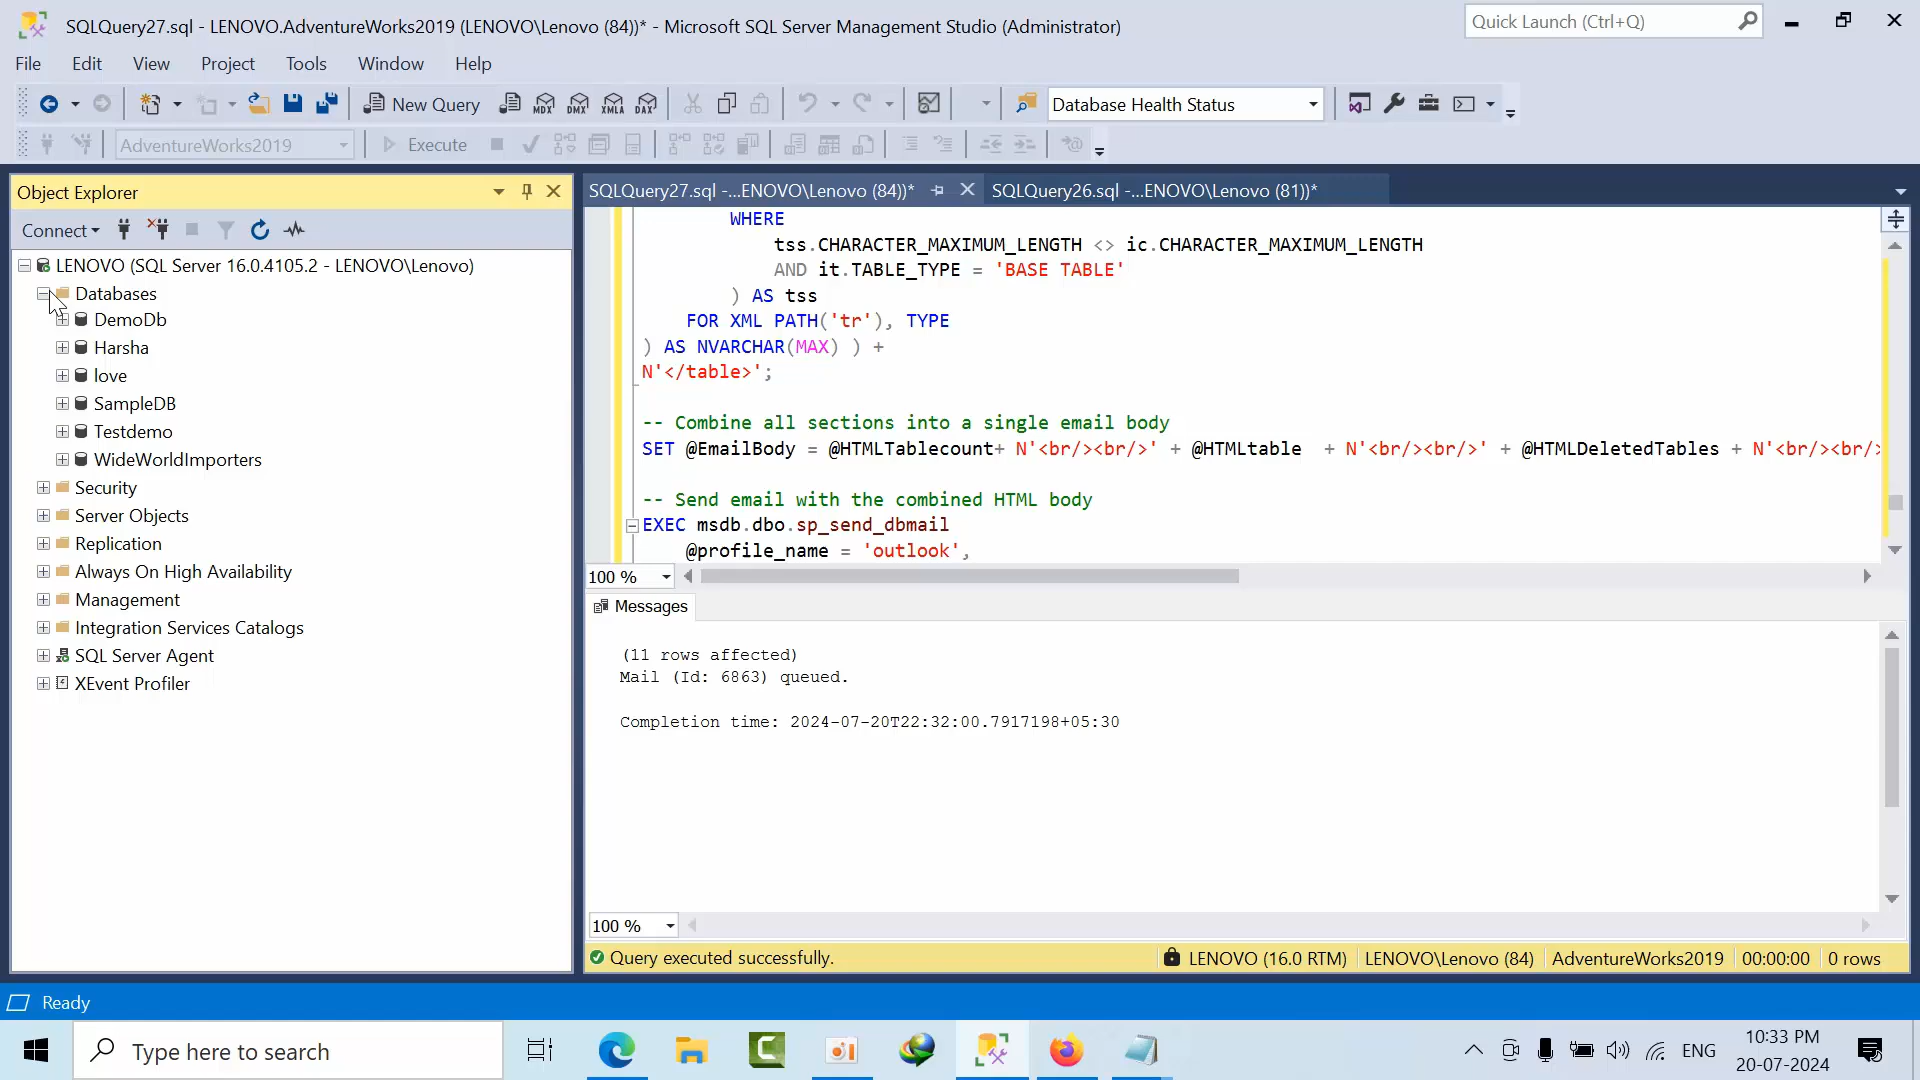 SQLQuery27.sql - LENOVO.AdventureWorks2019 (LENOVO\Lenovo (84))* - Microsoft SQL Server Management Studio (Administrator)
Quick Launch (Ctrl+Q)
File Edit View Project Tools Window Help
New Query MDX DMX XMLA DAX Database Health Status
AdventureWorks2019 Execute
Object Explorer
Connect
LENOVO (SQL Server 16.0.4105.2 - LENOVO\Lenovo)
Databases
DemoDb
Harsha
love
SampleDB
Testdemo
WideWorldImporters
Security
Server Objects
Replication
Always On High Availability
Management
Integration Services Catalogs
SQL Server Agent
XEvent Profiler
SQLQuery27.sql -...ENOVO\Lenovo (84))* SQLQuery26.sql -...ENOVO\Lenovo (81))*
WHERE
tss.CHARACTER_MAXIMUM_LENGTH <> ic.CHARACTER_MAXIMUM_LENGTH
AND it.TABLE_TYPE = 'BASE TABLE'
) AS tss
FOR XML PATH('tr'), TYPE
) AS NVARCHAR(MAX) ) +
N'</table>';
-- Combine all sections into a single email body
SET @EmailBody = @HTMLTablecount+ N'<br/><br/>' + @HTMLtable + N'<br/><br/>' + @HTMLDeletedTables + N'<br/><br/>
-- Send email with the combined HTML body
EXEC msdb.dbo.sp_send_dbmail
@profile_name = 'outlook',
100 %
Messages
(11 rows affected)
Mail (Id: 6863) queued.
Completion time: 2024-07-20T22:32:00.7917198+05:30
100 %
Query executed successfully. LENOVO (16.0 RTM) LENOVO\Lenovo (84) AdventureWorks2019 00:00:00 0 rows
Ready
Type here to search
ENG
10:33 PM
20-07-2024